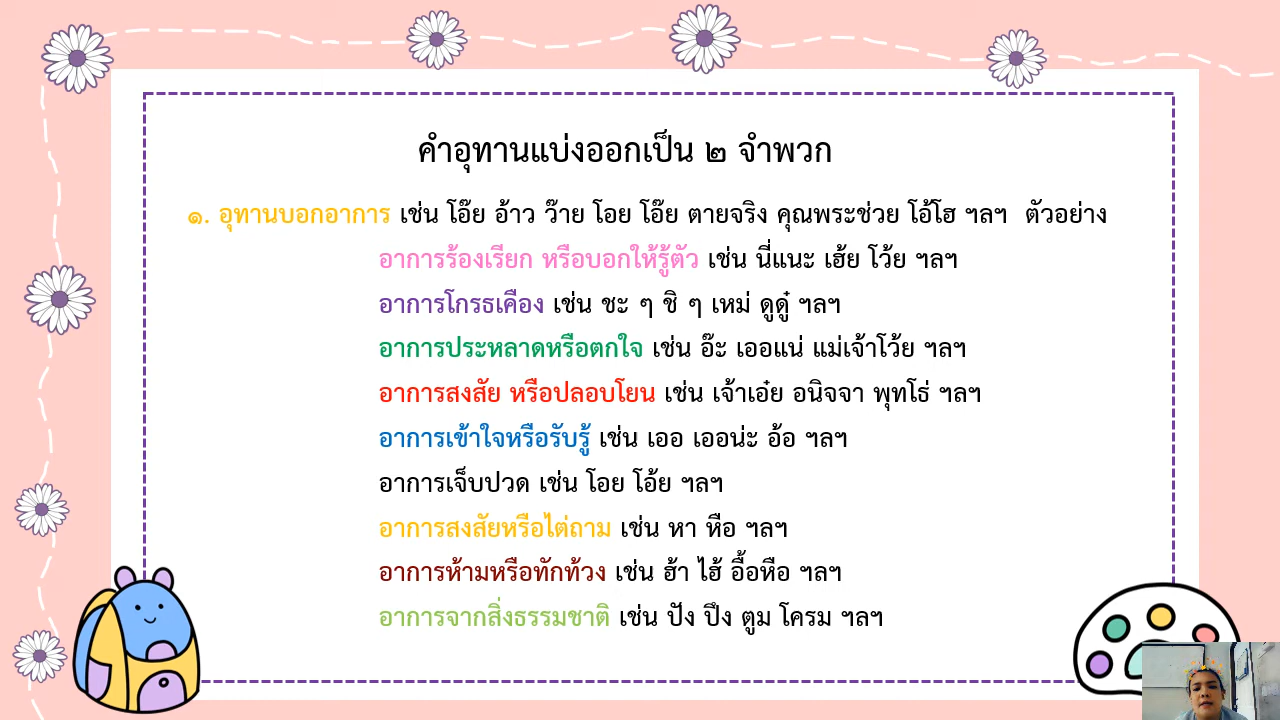 คำอุทานแบ่งออกเป็น ๒ จำพวก
๑. อุทานบอกอาการ เช่น โอ๊ย อ้าว ว๊าย โอย โอ๊ย ตายจริง คุณพระช่วย โอ้โฮ ฯลฯ ตัวอย่าง
อาการร้องเรียก หรือบอกให้รู้ตัว เช่น นี่แนะ เฮ้ย โว้ย ฯลฯ
อาการโกรธเคือง เช่น ชะ ๆ ชิ ๆ เหม่ ดูดู๋ ฯลฯ
อาการประหลาดหรือตกใจ เช่น อ๊ะ เออแน่ แม่เจ้าโว้ย ฯลฯ
อาการสงสัย หรือปลอบโยน เช่น เจ้าเอ๋ย อนิจจา พุทโธ่ ฯลฯ
อาการเข้าใจหรือรับรู้ เช่น เออ เออน่ะ อ้อ ฯลฯ
อาการเจ็บปวด เช่น โอย โอ้ย ฯลฯ
อาการสงสัยหรือไต่ถาม เช่น หา หือ ฯลฯ
อาการห้ามหรือทักท้วง เช่น ฮ้า ไฮ้ อื้อหือ ฯลฯ
อาการจากสิ่งธรรมชาติ เช่น ปัง ปึง ตูม โครม ฯลฯ